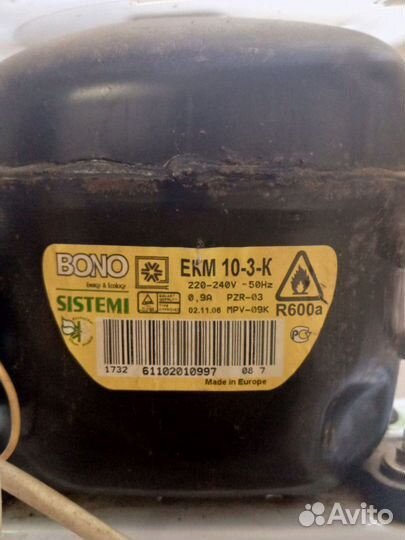 BONO
Energy & Ecology
SISTEMI
EKM 10-3-K
220-240V ~ 50Hz
0,9A PZR-03
02.11.06 MPV-09K
R600a
1732 61102010997 08 7
Made in Europe
Avito